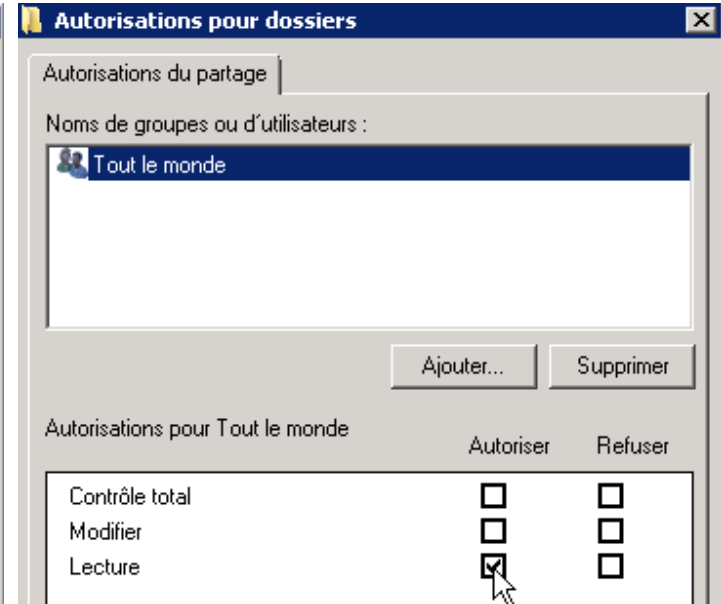 Autorisations pour dossiers
Autorisations du partage
Noms de groupes ou d´utilisateurs :
Tout le monde
Ajouter... Supprimer
Autorisations pour Tout le monde Autoriser Refuser
Contrôle total
Modifier
Lecture